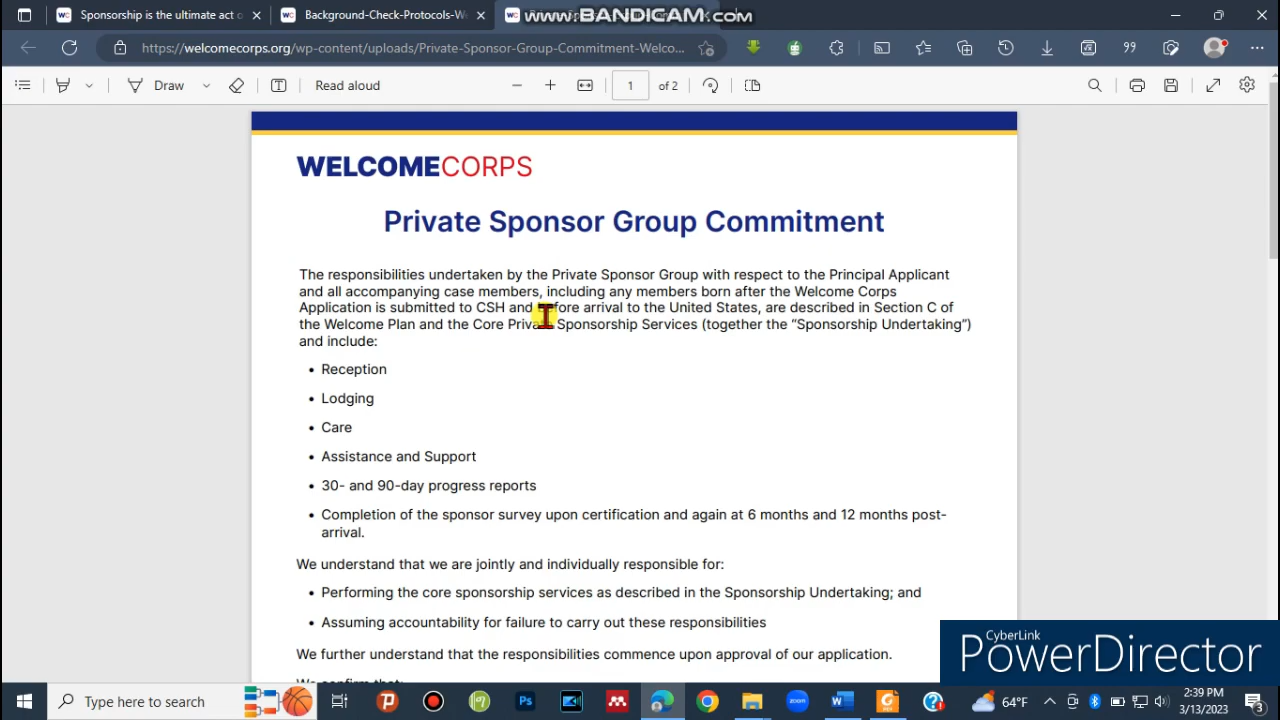 Sponsorship is the ultimate act o
Background-Check-Protocols-W
www.BANDICAM.com
https://welcomecorps.org/wp-content/uploads/Private-Sponsor-Group-Commitment-Welco...
Draw
Read aloud
1 of 2
WELCOMECORPS
Private Sponsor Group Commitment
The responsibilities undertaken by the Private Sponsor Group with respect to the Principal Applicant
and all accompanying case members, including any members born after the Welcome Corps
Application is submitted to CSH and before arrival to the United States, are described in Section C of
the Welcome Plan and the Core Private Sponsorship Services (together the “Sponsorship Undertaking”)
and include:
• Reception
• Lodging
• Care
• Assistance and Support
• 30- and 90-day progress reports
• Completion of the sponsor survey upon certification and again at 6 months and 12 months post-
arrival.
We understand that we are jointly and individually responsible for:
• Performing the core sponsorship services as described in the Sponsorship Undertaking; and
• Assuming accountability for failure to carry out these responsibilities
We further understand that the responsibilities commence upon approval of our application.
We confirm that:
CyberLink
PowerDirector
Type here to search
64°F
2:39 PM
3/13/2023
3